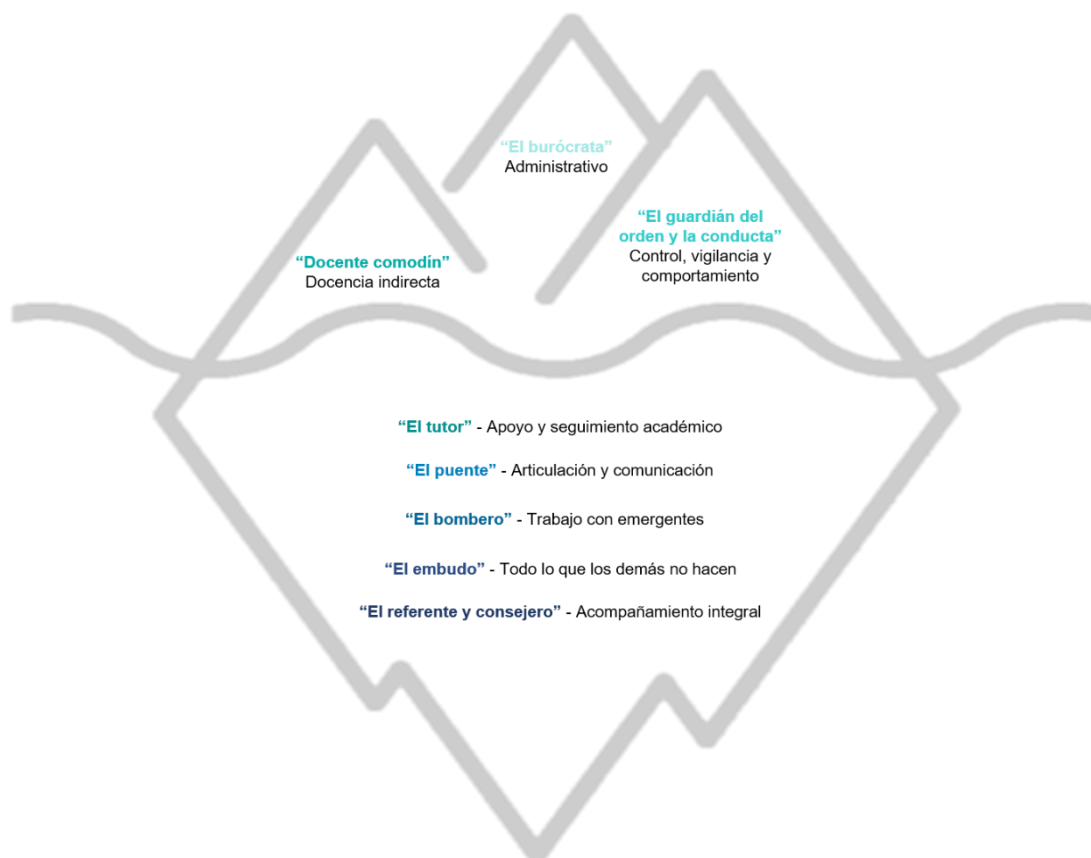 “El burócrata”
Administrativo
“El guardián del
orden y la conducta”
Control, vigilancia y
comportamiento
“Docente comodín”
Docencia indirecta
“El tutor” - Apoyo y seguimiento académico
“El puente” - Articulación y comunicación
“El bombero” - Trabajo con emergentes
“El embudo” - Todo lo que los demás no hacen
“El referente y consejero” - Acompañamiento integral